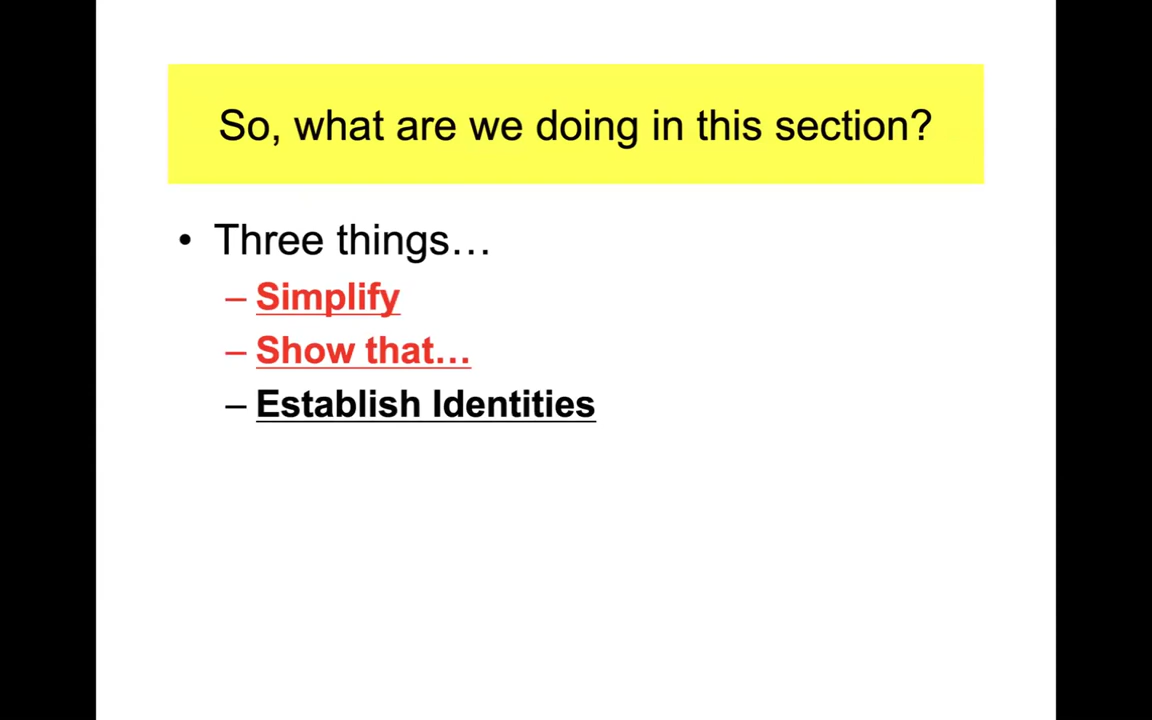 So, what are we doing in this section?
• Three things…
– Simplify
– Show that…
– Establish Identities